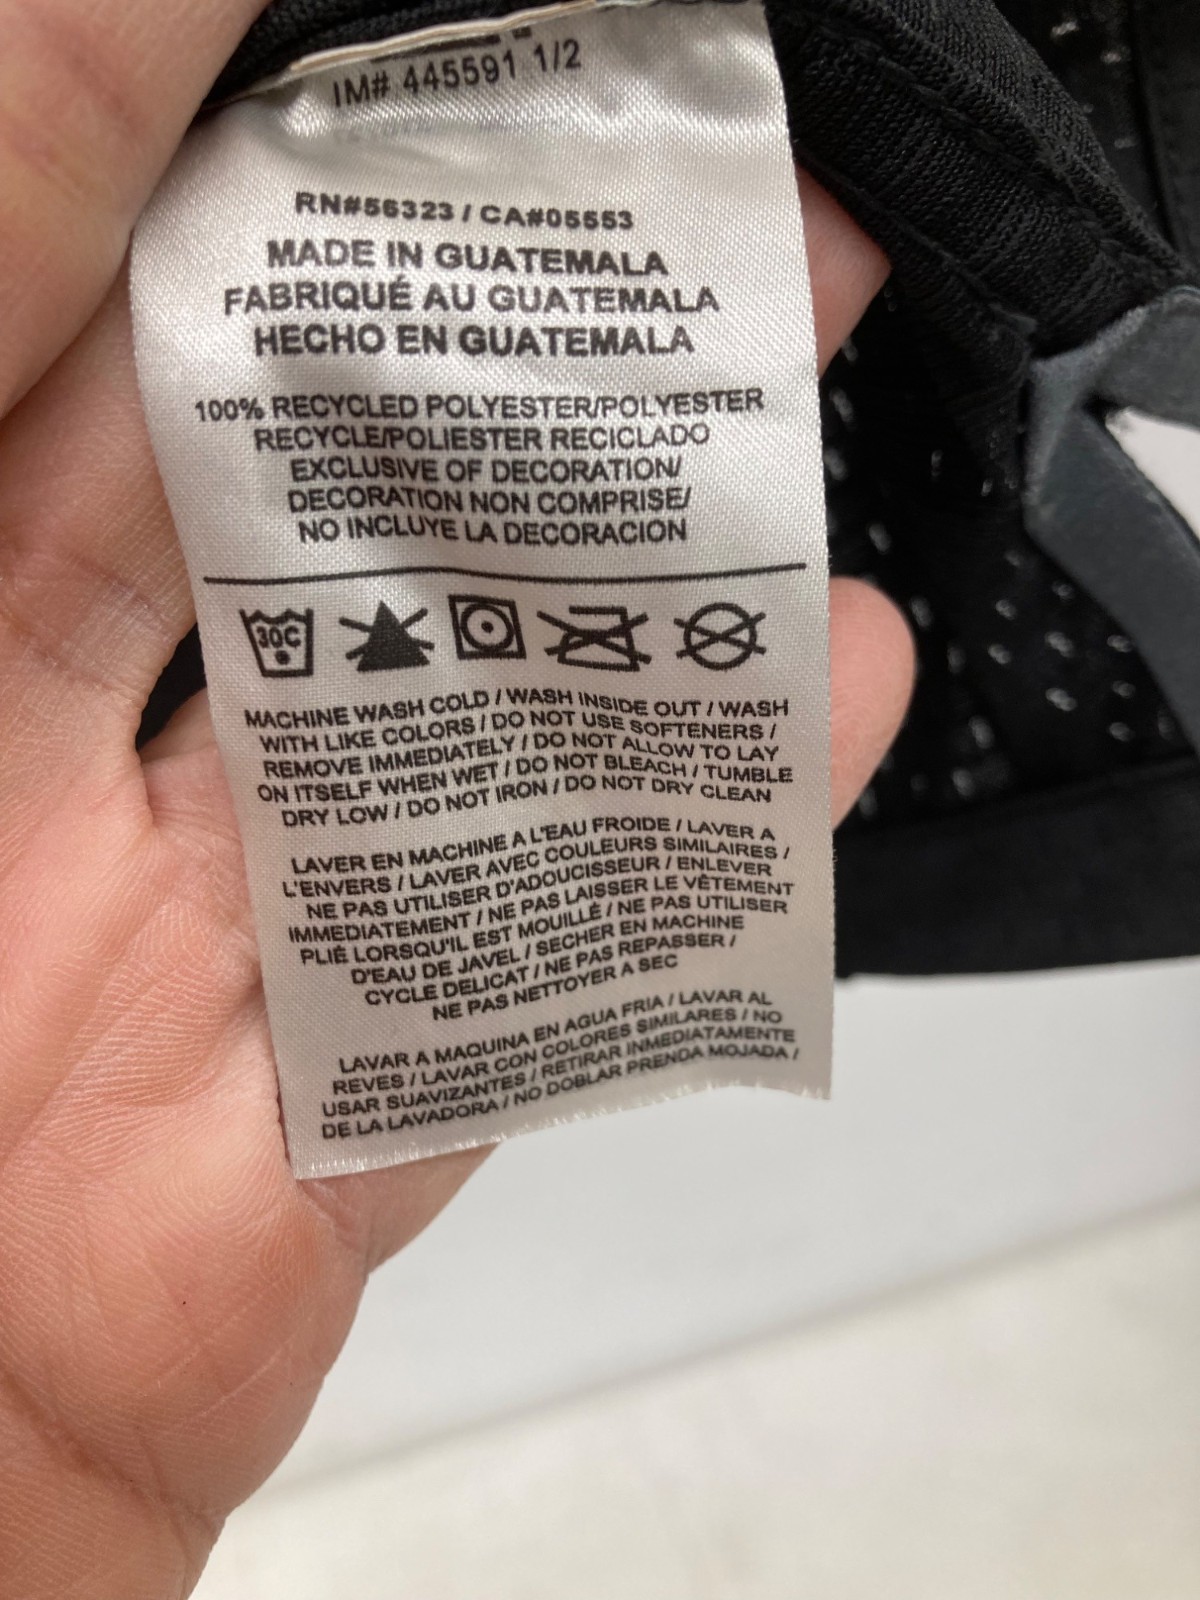 IM# 445591 1/2
RN#56323 / CA#05553
MADE IN GUATEMALA
FABRIQUÉ AU GUATEMALA
HECHO EN GUATEMALA
100% RECYCLED POLYESTER/POLYESTER
RECYCLE/POLIESTER RECICLADO
EXCLUSIVE OF DECORATION/
DECORATION NON COMPRISE/
NO INCLUYE LA DECORACION
30C
MACHINE WASH COLD / WASH INSIDE OUT / WASH
WITH LIKE COLORS / DO NOT USE SOFTENERS /
REMOVE IMMEDIATELY / DO NOT ALLOW TO LAY
ON ITSELF WHEN WET / DO NOT BLEACH / TUMBLE
DRY LOW / DO NOT IRON / DO NOT DRY CLEAN
LAVER EN MACHINE A L'EAU FROIDE / LAVER A
L'ENVERS / LAVER AVEC COULEURS SIMILAIRES /
NE PAS UTILISER D'ADOUCISSEUR / ENLEVER
IMMEDIATEMENT / NE PAS LAISSER LE VÊTEMENT
PLIÉ LORSQU'IL EST MOUILLÉ / NE PAS UTILISER
D'EAU DE JAVEL / SECHER EN MACHINE
CYCLE DELICAT / NE PAS REPASSER /
NE PAS NETTOYER A SEC
LAVAR A MAQUINA EN AGUA FRIA / LAVAR AL
REVES / LAVAR CON COLORES SIMILARES / NO
USAR SUAVIZANTES / RETIRAR INMEDIATAMENTE
DE LA LAVADORA / NO DOBLAR PRENDA MOJADA /